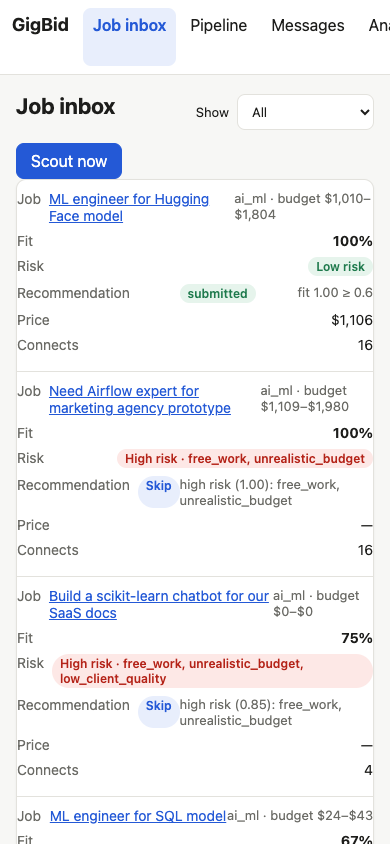 GigBid Job inbox Pipeline Messages Ana
Job inbox
Show All
Scout now
Job ML engineer for Hugging Face model ai_ml · budget $1,010–$1,804
Fit 100%
Risk Low risk
Recommendation submitted fit 1.00 ≥ 0.6
Price $1,106
Connects 16
Job Need Airflow expert for marketing agency prototype ai_ml · budget $1,109–$1,980
Fit 100%
Risk High risk · free_work, unrealistic_budget
Recommendation Skip high risk (1.00): free_work, unrealistic_budget
Price —
Connects 16
Job Build a scikit-learn chatbot for our SaaS docs ai_ml · budget $0–$0
Fit 75%
Risk High risk · free_work, unrealistic_budget, low_client_quality
Recommendation Skip high risk (0.85): free_work, unrealistic_budget
Price —
Connects 4
Job ML engineer for SQL model ai_ml · budget $24–$43
Fit 67%